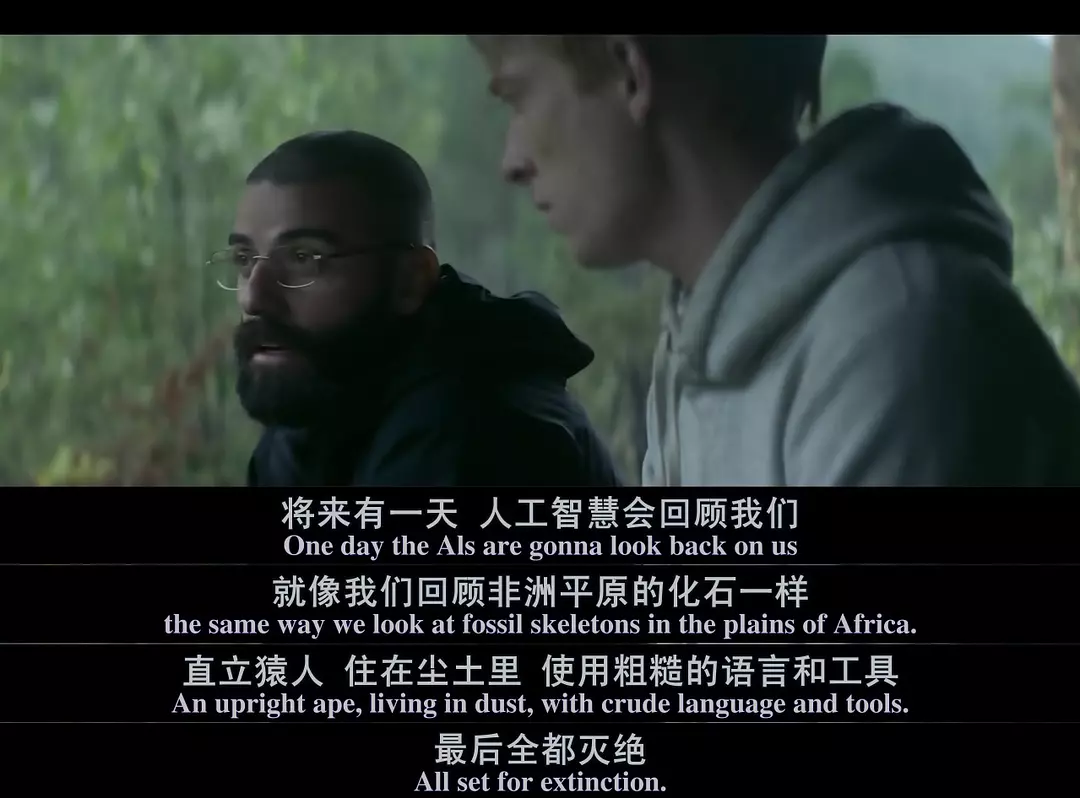 将来有一天 人工智慧会回顾我们
One day the AIs are gonna look back on us
就像我们回顾非洲平原的化石一样
the same way we look at fossil skeletons in the plains of Africa.
直立猿人 住在尘土里 使用粗糙的语言和工具
An upright ape, living in dust, with crude language and tools.
最后全都灭绝
All set for extinction.